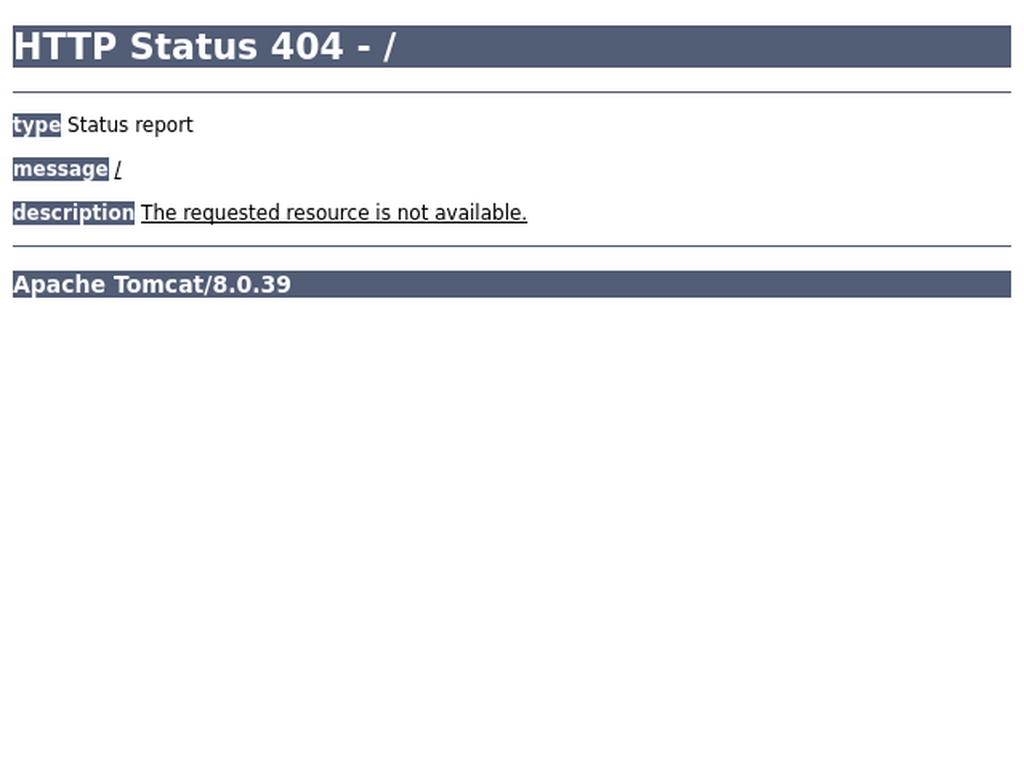 HTTP Status 404 - /
type Status report
message /
description The requested resource is not available.
Apache Tomcat/8.0.39